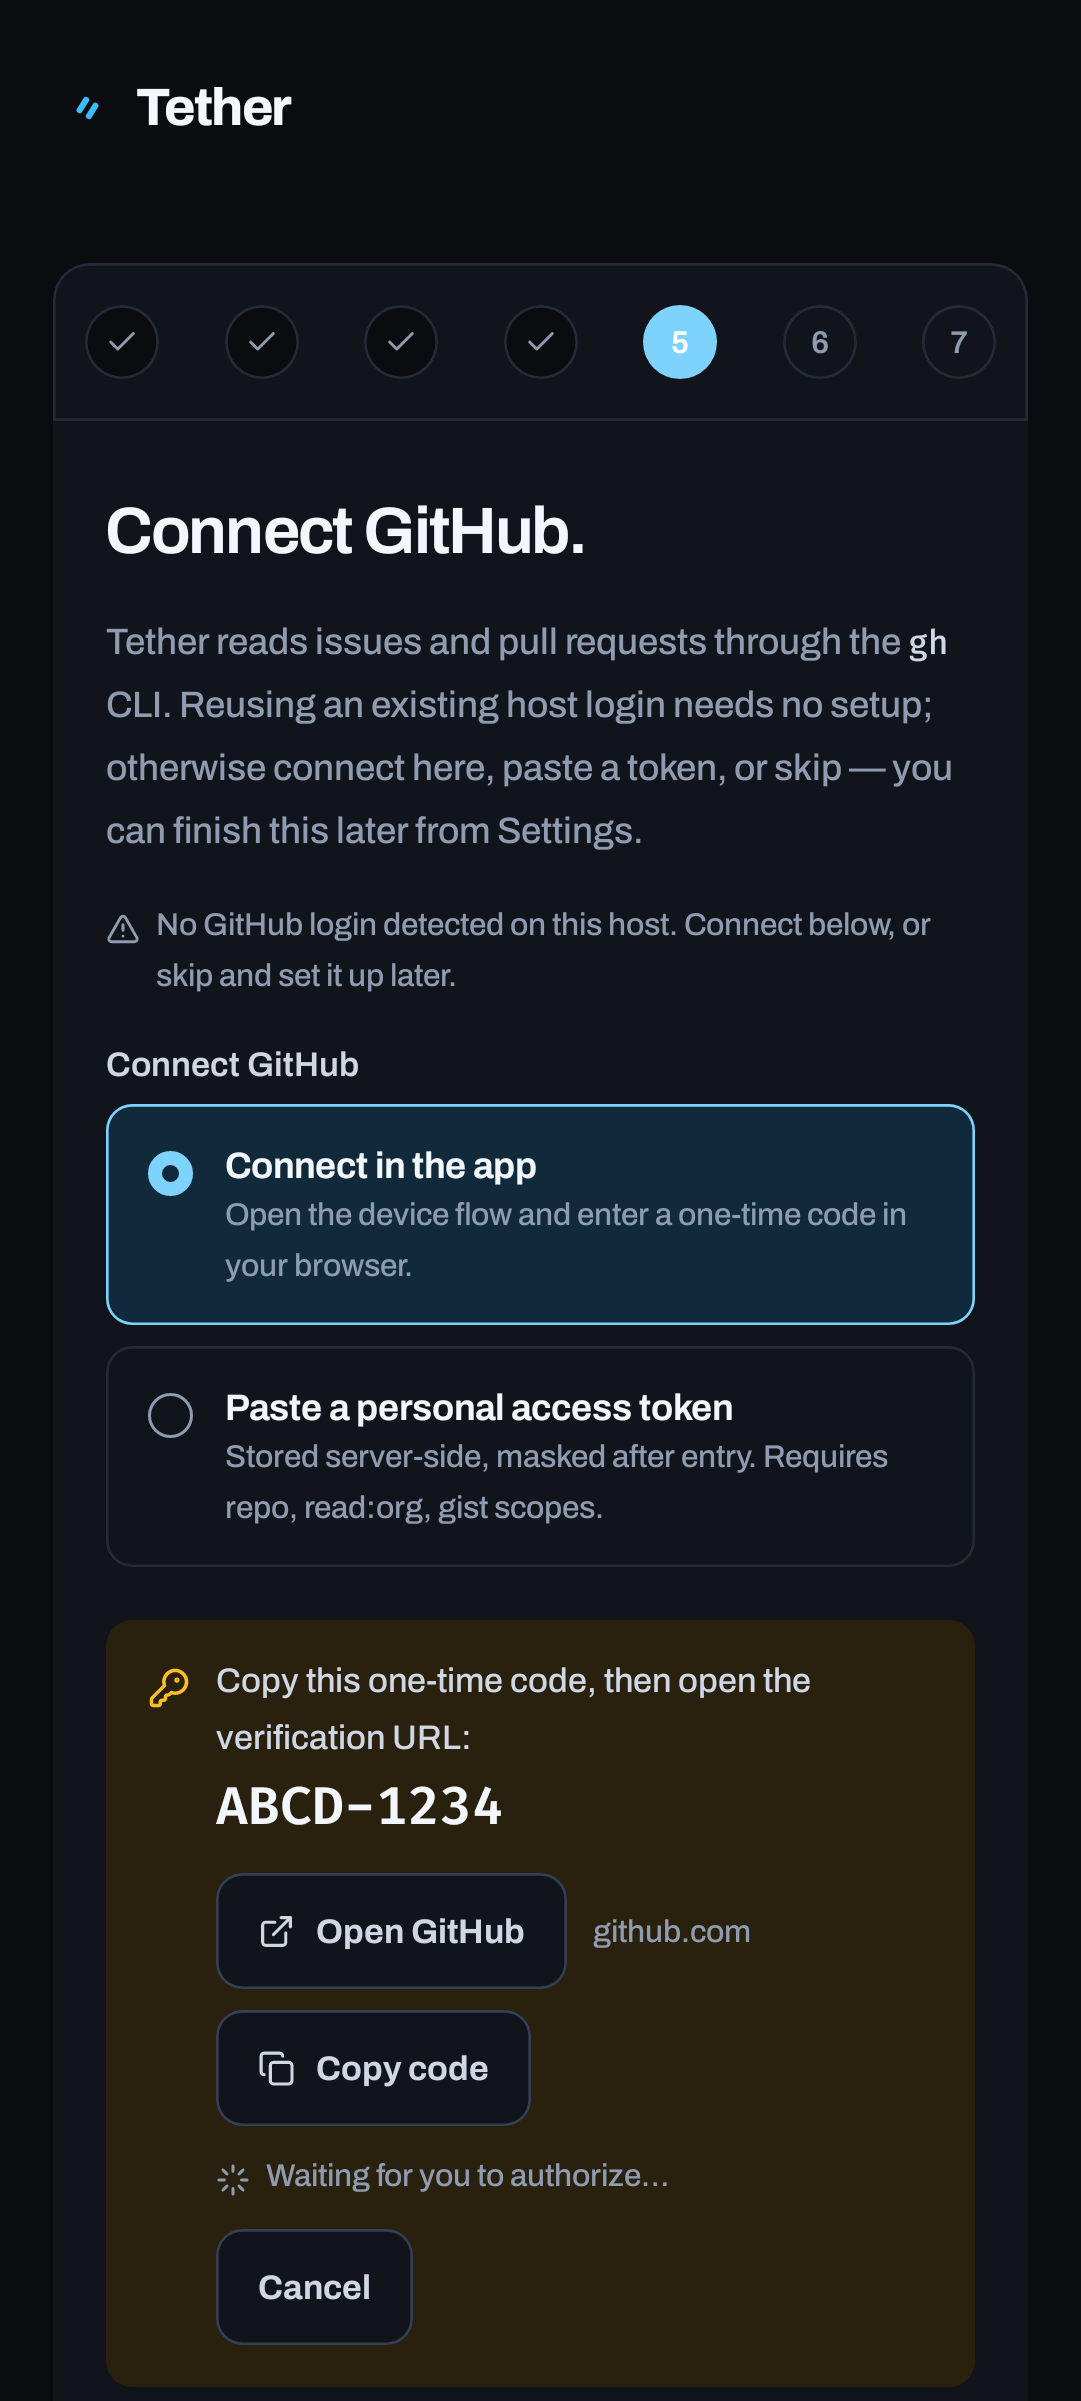 Tether
5
6
7
Connect GitHub.
Tether reads issues and pull requests through the gh
CLI. Reusing an existing host login needs no setup;
otherwise connect here, paste a token, or skip — you
can finish this later from Settings.
No GitHub login detected on this host. Connect below, or
skip and set it up later.
Connect GitHub
Connect in the app
Open the device flow and enter a one-time code in
your browser.
Paste a personal access token
Stored server-side, masked after entry. Requires
repo, read:org, gist scopes.
Copy this one-time code, then open the
verification URL:
ABCD-1234
Open GitHub
github.com
Copy code
Waiting for you to authorize...
Cancel